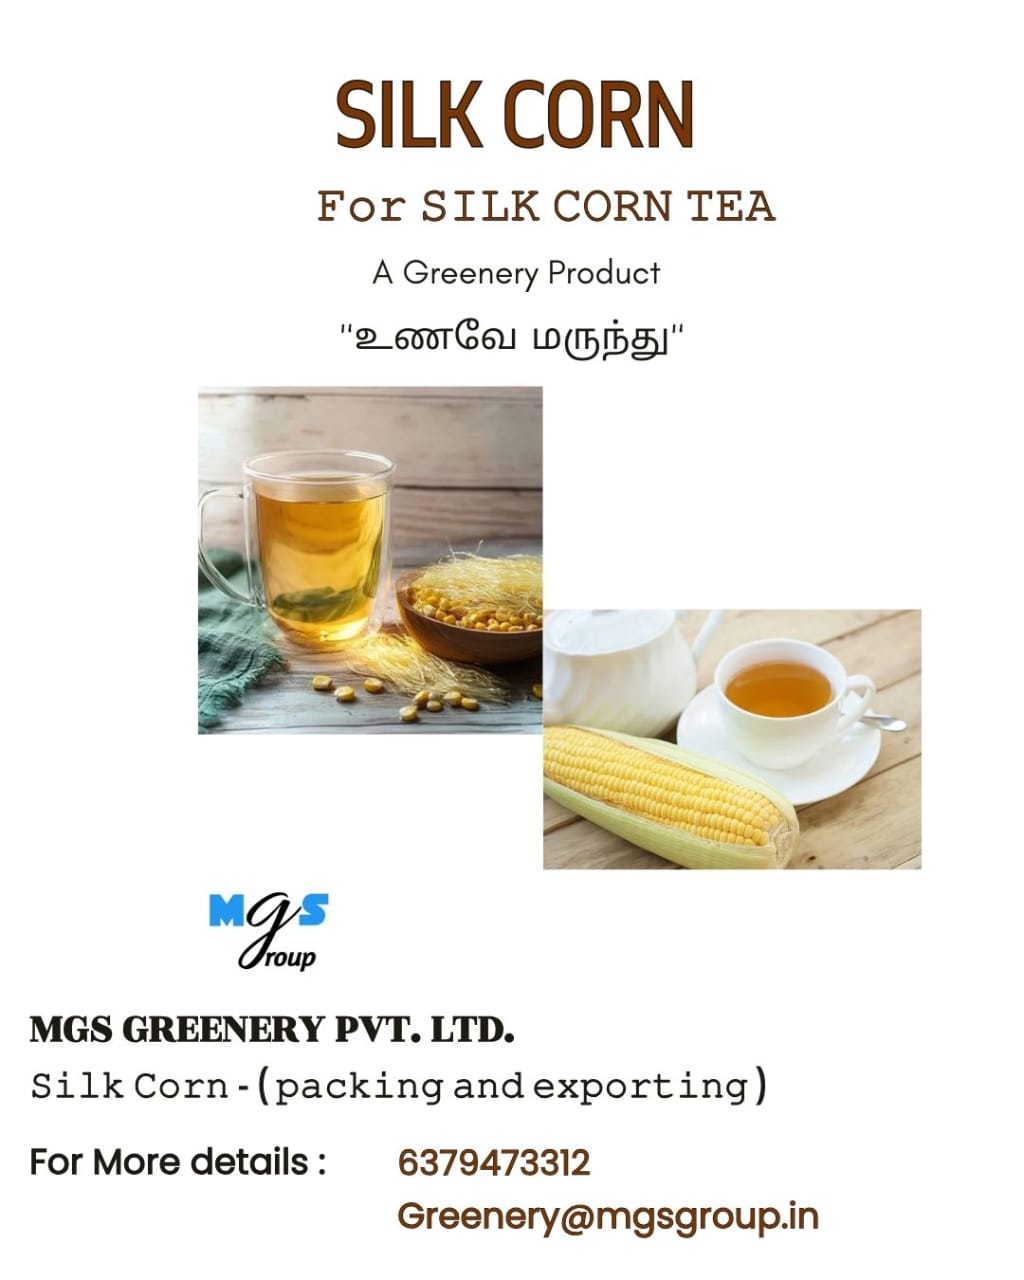 SILK CORN
For SILK CORN TEA
A Greenery Product
"உணவே மருந்து"
MgS
Group
MGS GREENERY PVT. LTD.
Silk Corn - (packing and exporting)
For More details : 6379473312
Greenery@mgsgroup.in